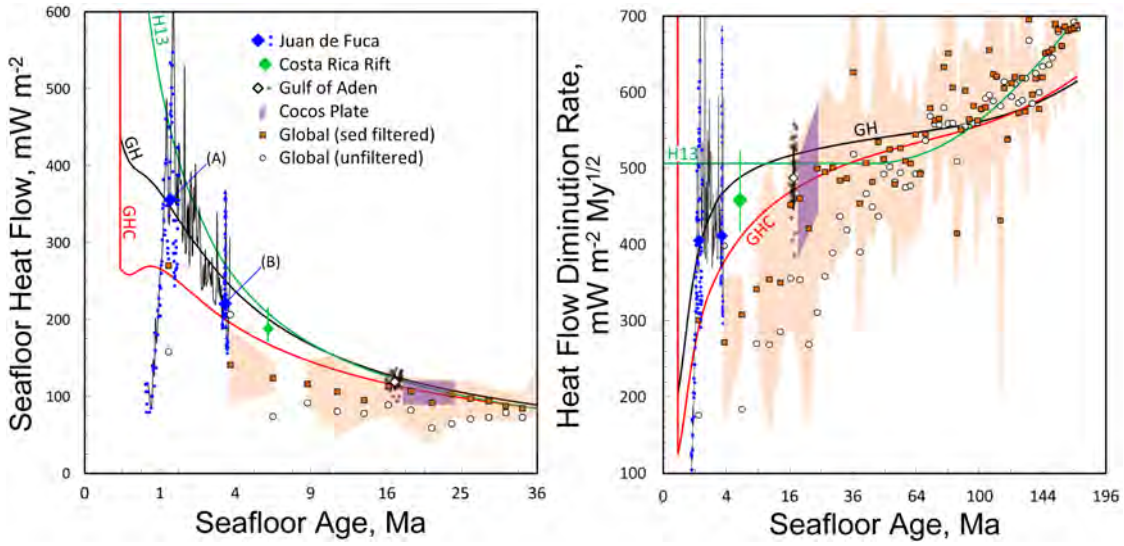 600
500
400
300
200
100
0
0
1
4
9
16
25
36
Seafloor Heat Flow, mW m-2
Seafloor Age, Ma
H13
GH
GHC
(A)
(B)
Juan de Fuca
Costa Rica Rift
Gulf of Aden
Cocos Plate
Global (sed filtered)
Global (unfiltered)
700
600
500
400
300
200
100
0
4
16
36
64
100
144
196
Heat Flow Diminution Rate,
mW m-2 My1/2
Seafloor Age, Ma
H13
GH
GHC